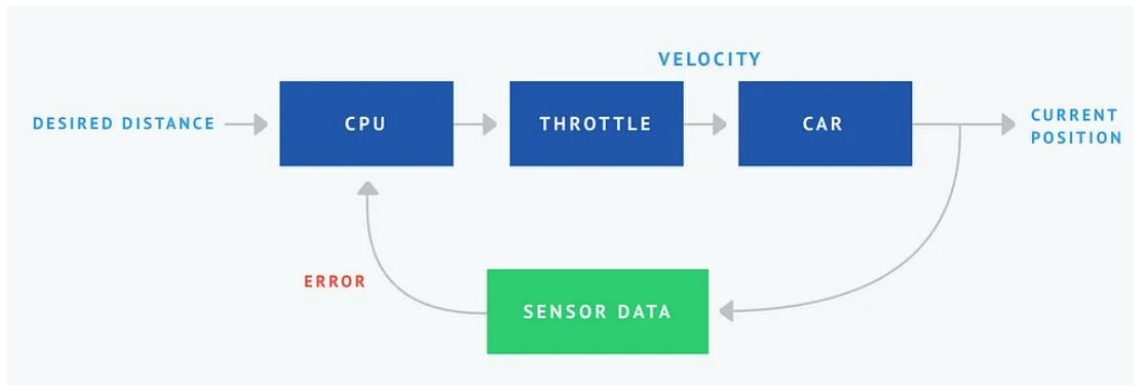 VELOCITY
DESIRED DISTANCE
CPU
THROTTLE
CAR
CURRENT
POSITION
ERROR
SENSOR DATA